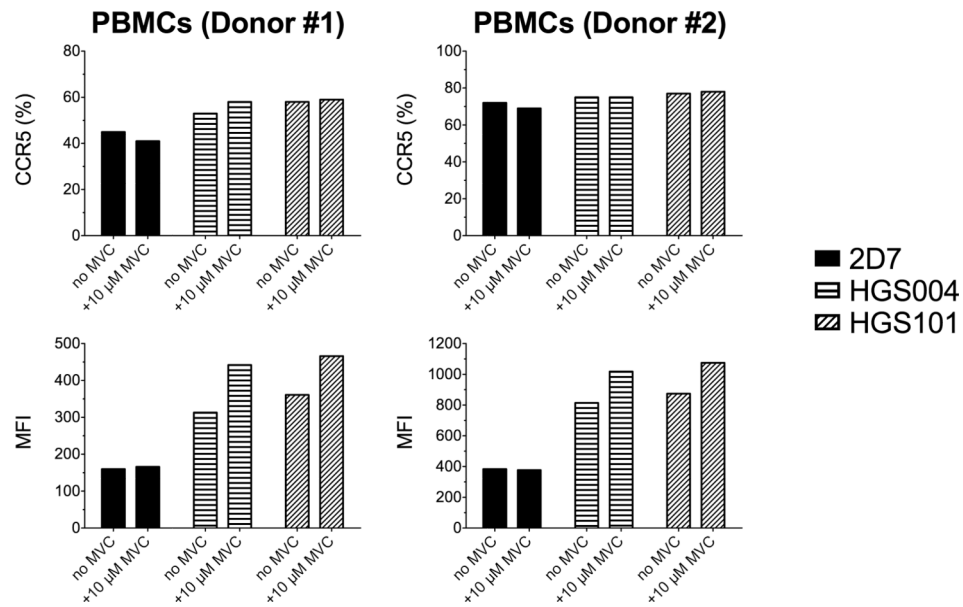 PBMCs (Donor #1)
80
60
40
20
0
CCR5 (%)
no MVC
+10 µM MVC
no MVC
+10 µM MVC
no MVC
+10 µM MVC
PBMCs (Donor #2)
100
80
60
40
20
0
CCR5 (%)
no MVC
+10 µM MVC
no MVC
+10 µM MVC
no MVC
+10 µM MVC
500
400
300
200
100
0
MFI
no MVC
+10 µM MVC
no MVC
+10 µM MVC
no MVC
+10 µM MVC
1200
1000
800
600
400
200
0
MFI
no MVC
+10 µM MVC
no MVC
+10 µM MVC
no MVC
+10 µM MVC
2D7
HGS004
HGS101